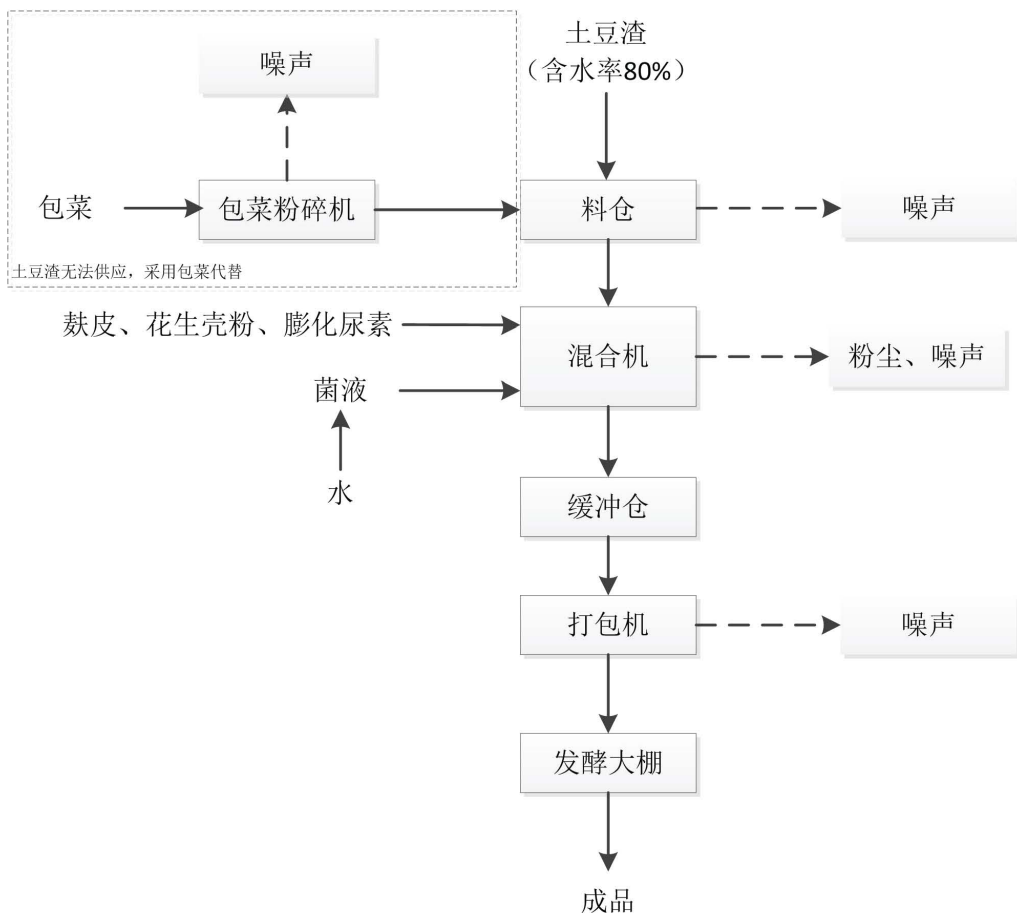 土豆渣
(含水率80%)
噪声
包菜
包菜粉碎机
料仓
噪声
土豆渣无法供应，采用包菜代替
麸皮、花生壳粉、膨化尿素
混合机
粉尘、噪声
菌液
水
缓冲仓
打包机
噪声
发酵大棚
成品